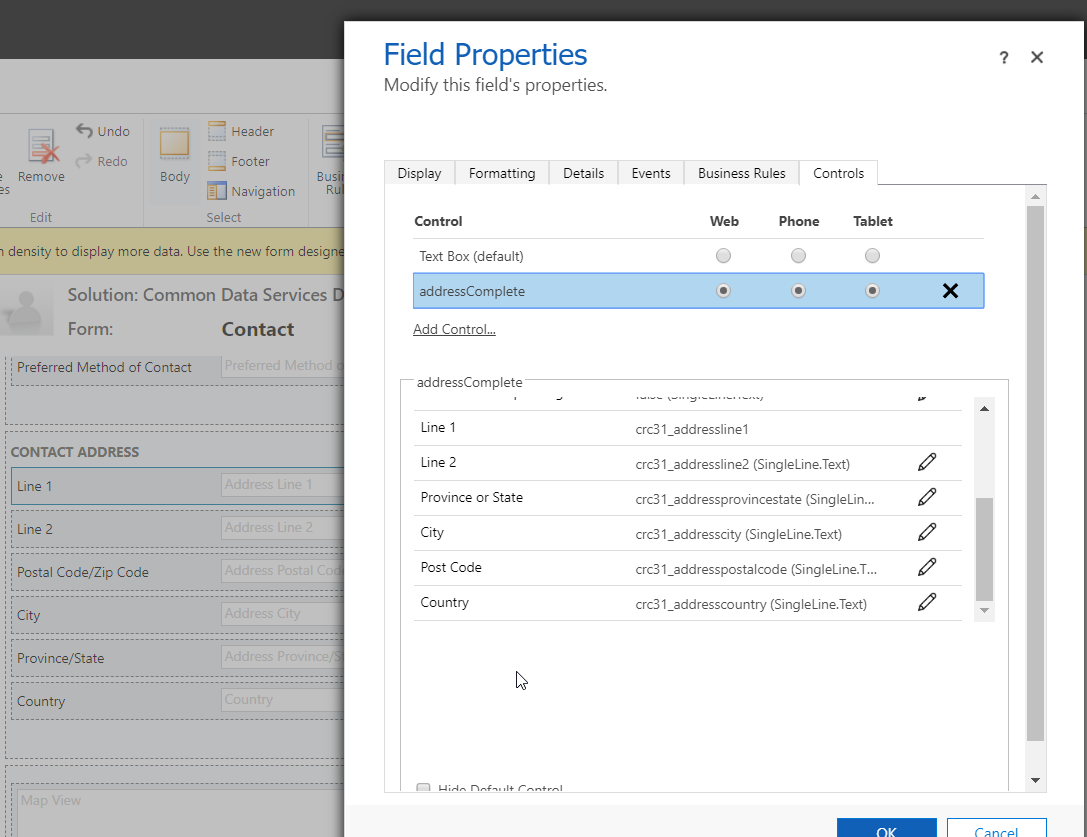 Field Properties
?
Modify this field's properties.
Undo
Redo
Remove
es
Edit
Body
Header
Footer
Navigation
Select
Busin
Ru
n density to display more data. Use the new form designe
Solution: Common Data Services D
Form: Contact
Preferred Method of Contact Preferred Method o
CONTACT ADDRESS
Line 1 Address Line 1
Line 2 Address Line 2
Postal Code/Zip Code Address Postal Cod
City Address City
Province/State Address Province/S
Country Country
Map View
Display Formatting Details Events Business Rules Controls
Control Web Phone Tablet
Text Box (default)
addressComplete
Add Control...
addressComplete
false (SingleLine.Text)
Line 1 crc31_addressline1
Line 2 crc31_addressline2 (SingleLine.Text)
Province or State crc31_addressprovincestate (SingleLin...
City crc31_addresscity (SingleLine.Text)
Post Code crc31_addresspostalcode (SingleLine.T...
Country crc31_addresscountry (SingleLine.Text)
Hide Default Control
OK Cancel